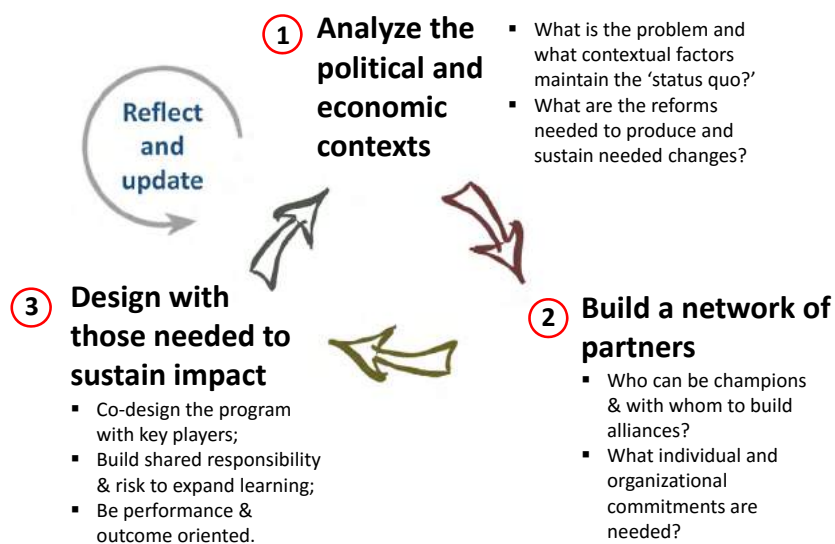 1
Analyze the
political and
economic
contexts
▪ What is the problem and
what contextual factors
maintain the ‘status quo?’
▪ What are the reforms
needed to produce and
sustain needed changes?
Reflect
and
update
2
Build a network of
partners
▪ Who can be champions
& with whom to build
alliances?
▪ What individual and
organizational
commitments are
needed?
3
Design with
those needed to
sustain impact
▪ Co-design the program
with key players;
▪ Build shared responsibility
& risk to expand learning;
▪ Be performance &
outcome oriented.